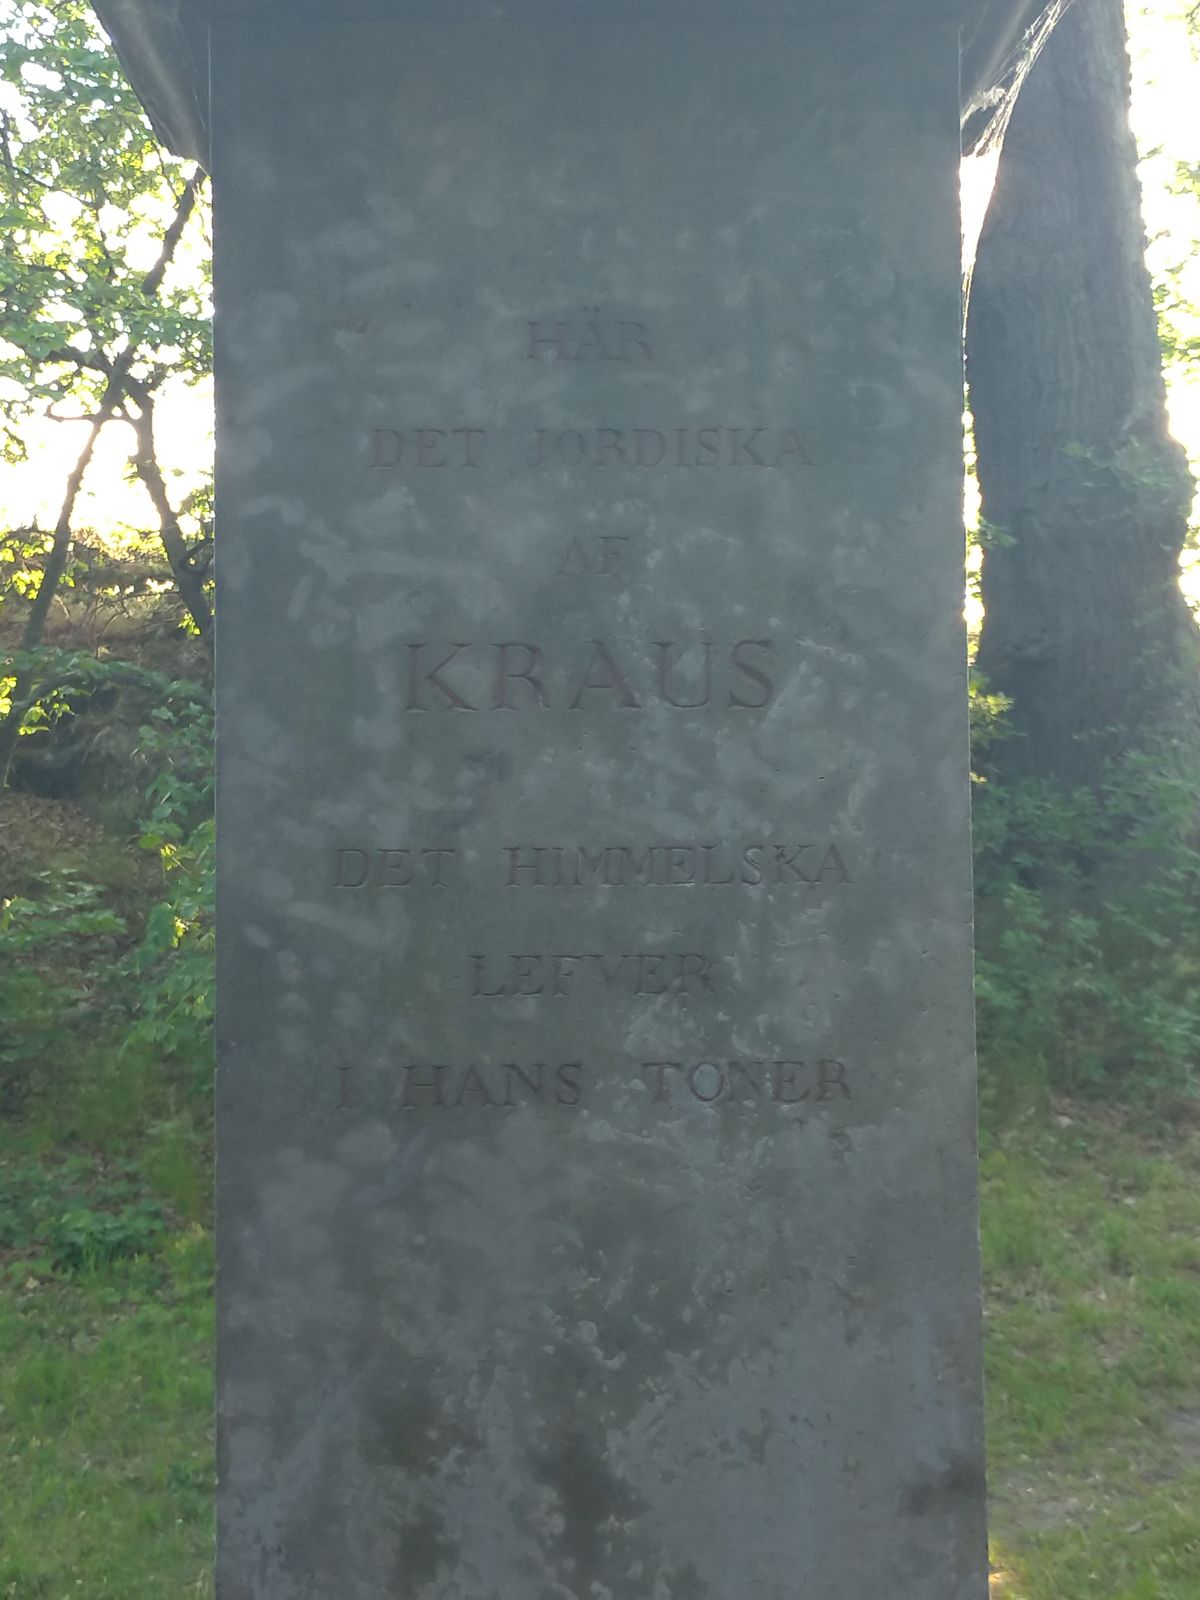 HÄR
DET JORDISKA
AF
KRAUS
DET HIMMELSKA
LEFVER
I HANS TONER